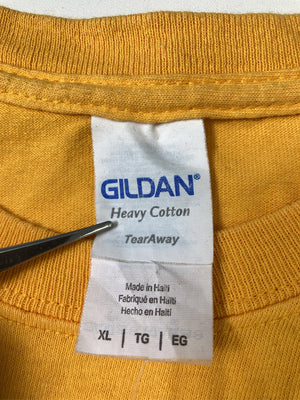 GILDAN®
Heavy Cotton
TearAway
Made in Haiti
Fabriqué en Haïti
Hecho en Haití
XL | TG | EG